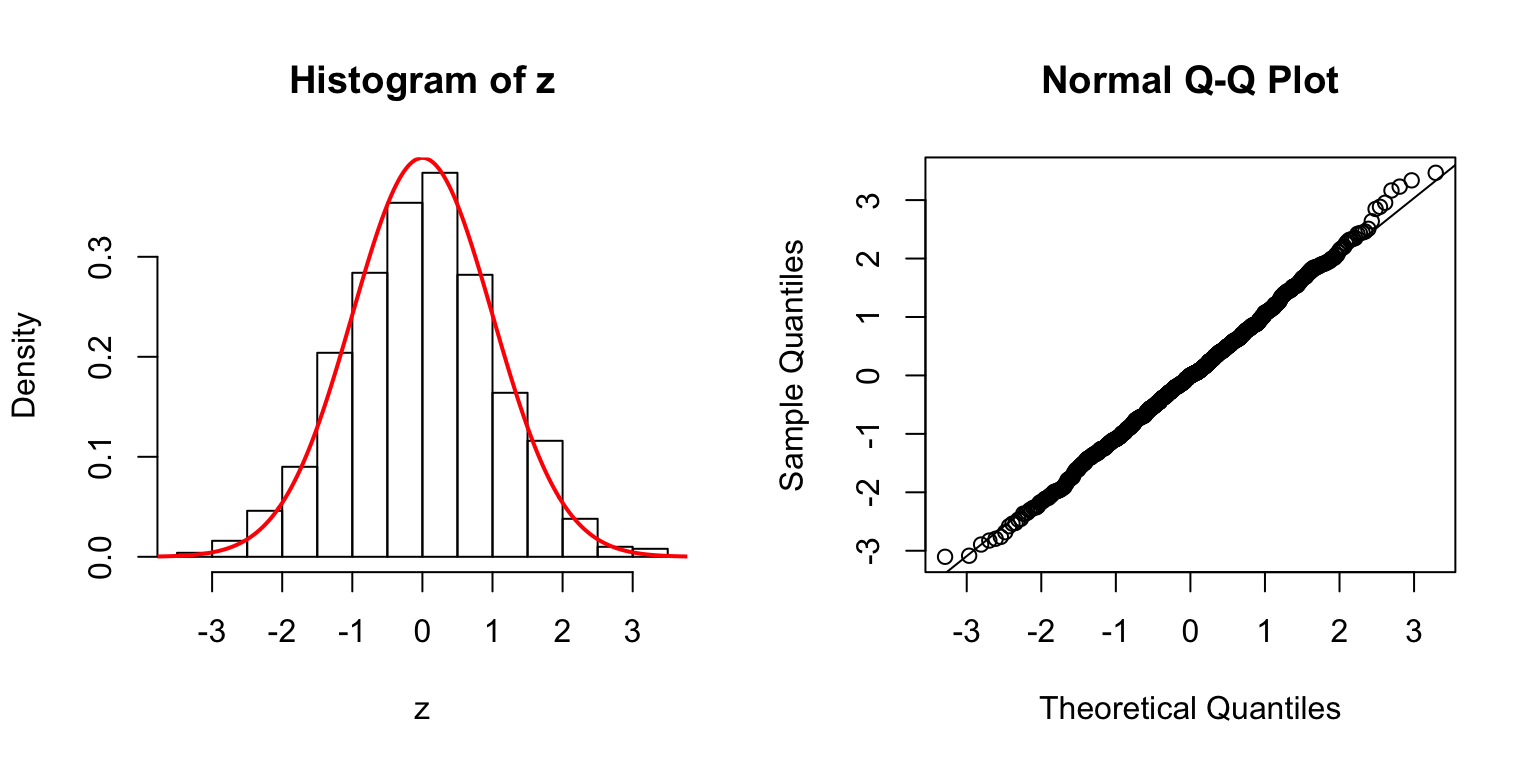 Histogram of z
Density
0.0 0.1 0.2 0.3
-3 -2 -1 0 1 2 3
z
Normal Q-Q Plot
Sample Quantiles
-3 -2 -1 0 1 2 3
-3 -2 -1 0 1 2 3
Theoretical Quantiles